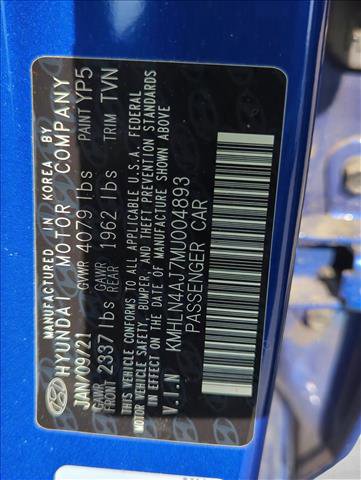 MANUFACTURED BY IN KOREA BY
HYUNDAI MOTOR COMPANY
JAN/09/21 GVWR 4079 lbs PAINT YP5
GAWR FRONT 2337 lbs GAWR REAR 1962 lbs TRIM TVN
THIS VEHICLE CONFORMS TO ALL APPLICABLE U.S.A. FEDERAL
MOTOR VEHICLE SAFETY, BUMPER, AND THEFT PREVENTION STANDARDS
IN EFFECT ON THE DATE OF MANUFACTURE SHOWN ABOVE
V.I.N KMHLN4AJ7MU004893
PASSENGER CAR